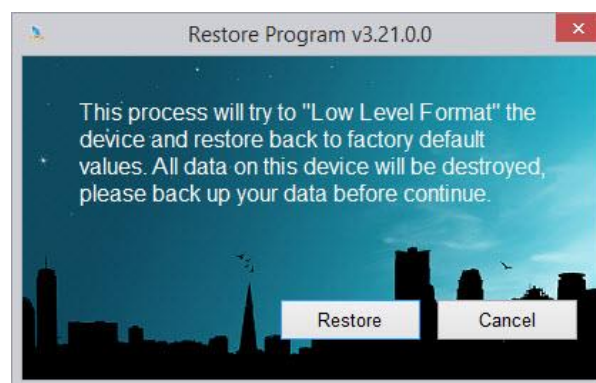 Restore Program v3.21.0.0
This process will try to "Low Level Format" the
device and restore back to factory default
values. All data on this device will be destroyed,
please back up your data before continue.
Restore
Cancel